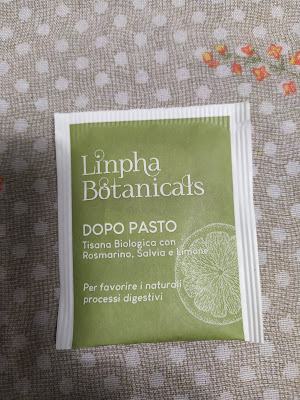 Linpha
Botanicals
DOPO PASTO
Tisana Biologica con
Rosmarino, Salvia e Limone
Per favorire i naturali
processi digestivi